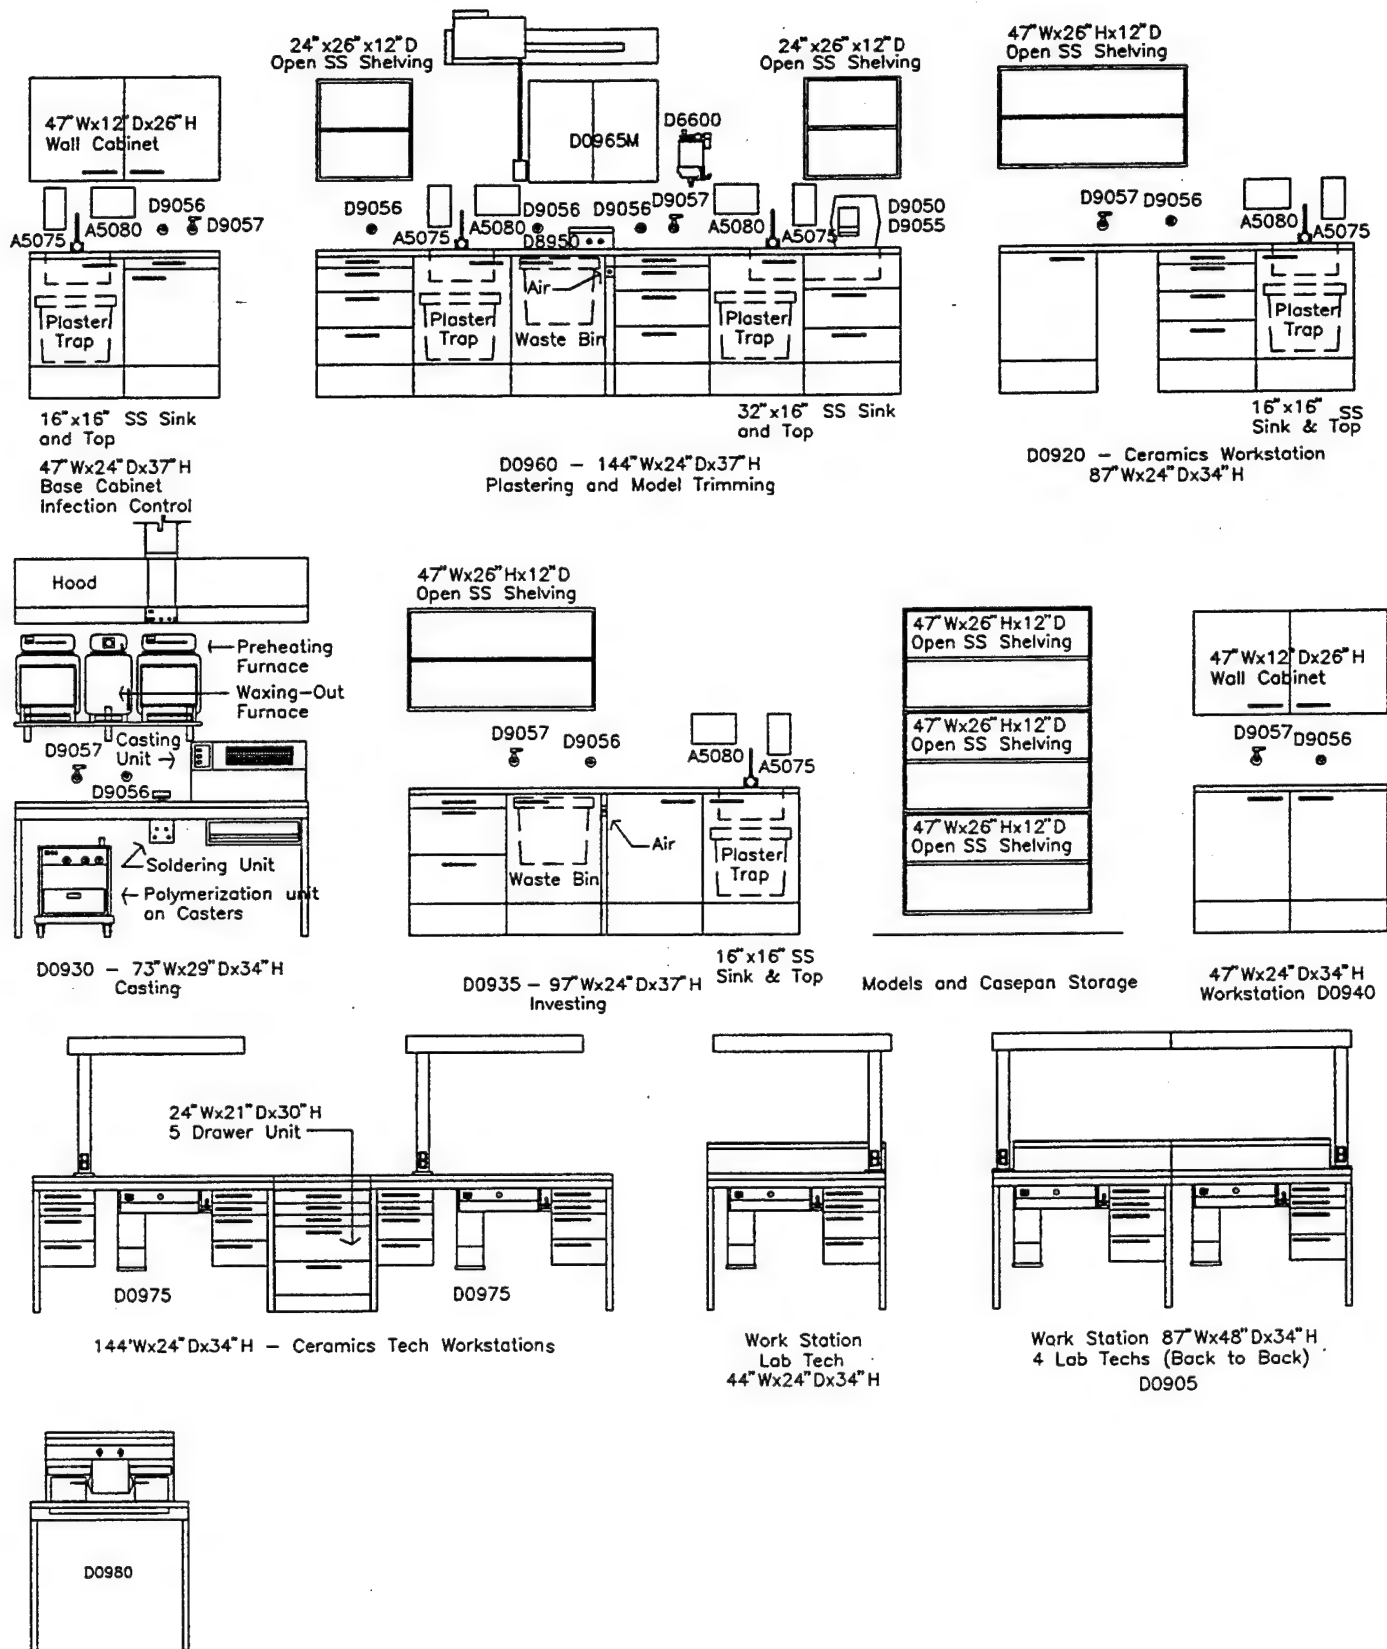 47"Wx12"Dx26"H
Wall Cabinet
A5075
A5080
D9056
D9057
Plaster
Trap
16"x16" SS Sink
and Top
47"Wx24"Dx37"H
Base Cabinet
Infection Control
24"x26"x12"D
Open SS Shelving
D0965M
D6600
24"x26"x12"D
Open SS Shelving
D9056
A5075
A5080
D9056
D8950
D9056
D9057
A5080
A5075
D9050
D9055
Plaster
Trap
Air
Waste Bin
Plaster
Trap
32"x16" SS Sink
and Top
D0960 – 144"Wx24"Dx37"H
Plastering and Model Trimming
47"Wx26"Hx12"D
Open SS Shelving
D9057
D9056
A5080
A5075
Plaster
Trap
16"x16" SS
Sink & Top
D0920 – Ceramics Workstation
87"Wx24"Dx34"H
Hood
Preheating
Furnace
Waxing-Out
Furnace
D9057
Casting
Unit
D9056
Soldering Unit
Polymerization unit
on Casters
D0930 – 73"Wx29"Dx34"H
Casting
47"Wx26"Hx12"D
Open SS Shelving
D9057
D9056
A5080
A5075
Waste Bin
Air
Plaster
Trap
16"x16" SS
Sink & Top
D0935 – 97"Wx24"Dx37"H
Investing
47"Wx26"Hx12"D
Open SS Shelving
47"Wx26"Hx12"D
Open SS Shelving
47"Wx26"Hx12"D
Open SS Shelving
Models and Casepan Storage
47"Wx12"Dx26"H
Wall Cabinet
D9057
D9056
47"Wx24"Dx34"H
Workstation D0940
24"Wx21"Dx30"H
5 Drawer Unit
D0975
D0975
144'Wx24"Dx34"H – Ceramics Tech Workstations
Work Station
Lab Tech
44"Wx24"Dx34"H
Work Station 87"Wx48"Dx34"H
4 Lab Techs (Back to Back)
D0905
D0980